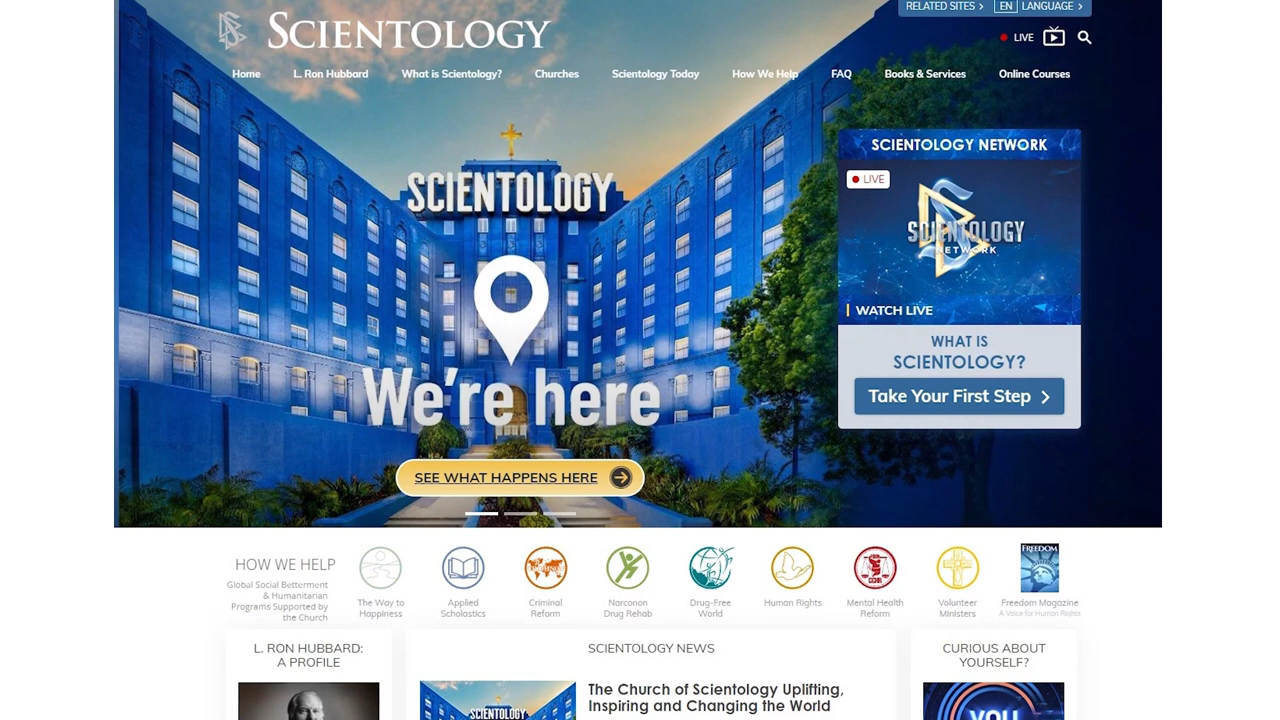 RELATED SITES
EN LANGUAGE
SCIENTOLOGY
LIVE
Home
L. Ron Hubbard
What is Scientology?
Churches
Scientology Today
How We Help
FAQ
Books & Services
Online Courses
SCIENTOLOGY
We're here
SEE WHAT HAPPENS HERE
SCIENTOLOGY NETWORK
LIVE
SCIENTOLOGY
NETWORK
WATCH LIVE
WHAT IS
SCIENTOLOGY?
Take Your First Step
HOW WE HELP
Global Social Betterment
& Humanitarian
Programs Supported by
the Church
The Way to
Happiness
Applied
Scholastics
Criminal
Reform
Narconon
Drug Rehab
Drug-Free
World
Human Rights
CCHR
Mental Health
Reform
Volunteer
Ministers
FREEDOM
Freedom Magazine
A Voice for Human Rights
L. RON HUBBARD:
A PROFILE
SCIENTOLOGY NEWS
SCIENTOLOGY
The Church of Scientology Uplifting,
Inspiring and Changing the World
CURIOUS ABOUT
YOURSELF?
YOU